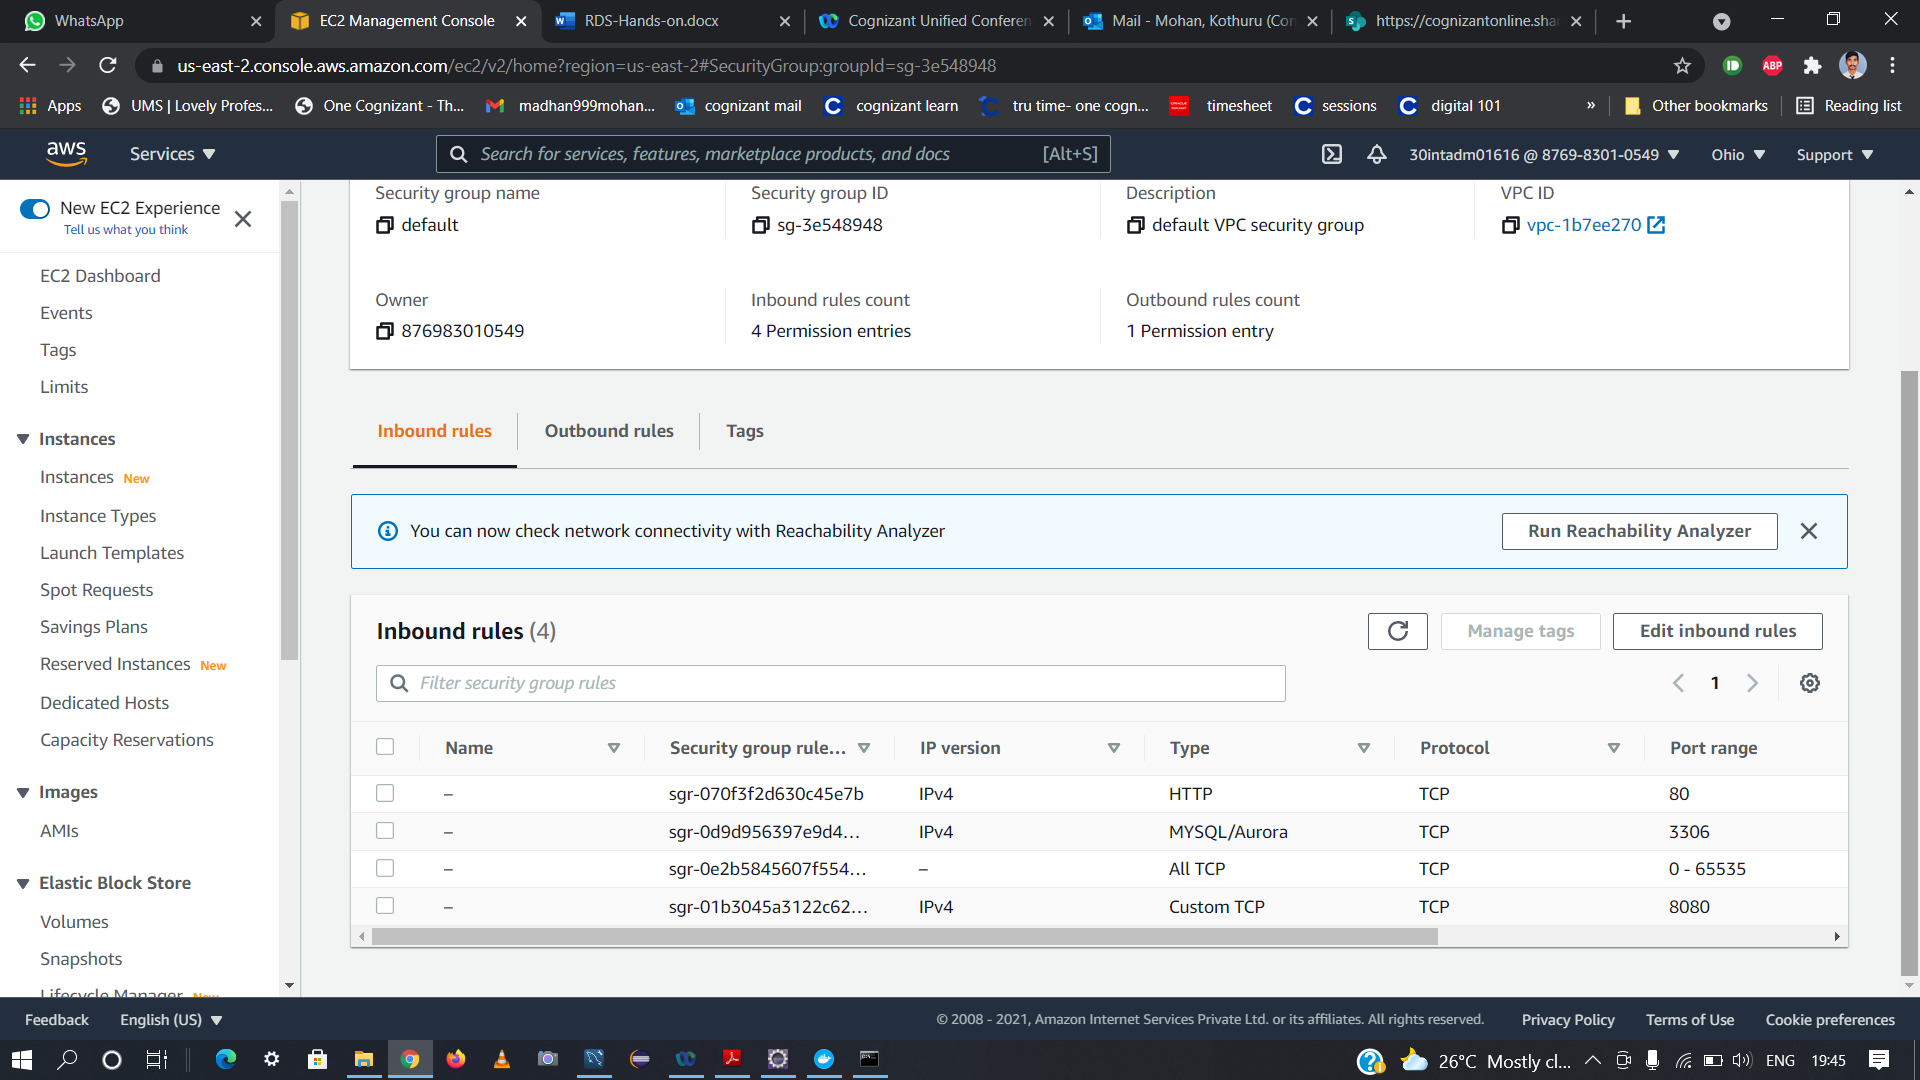 WhatsApp
EC2 Management Console
RDS-Hands-on.docx
Cognizant Unified Conferen
Mail - Mohan, Kothuru (Con
https://cognizantonline.sha
us-east-2.console.aws.amazon.com/ec2/v2/home?region=us-east-2#SecurityGroup:groupId=sg-3e548948
ABP
Apps
UMS | Lovely Profes...
One Cognizant - Th...
madhan999mohan...
cognizant mail
cognizant learn
tru time- one cogn...
timesheet
sessions
digital 101
»
Other bookmarks
Reading list
aws
Services
Search for services, features, marketplace products, and docs
[Alt+S]
30intadm01616 @ 8769-8301-0549
Ohio
Support
New EC2 Experience
Tell us what you think
EC2 Dashboard
Events
Tags
Limits
Instances
Instances New
Instance Types
Launch Templates
Spot Requests
Savings Plans
Reserved Instances New
Dedicated Hosts
Capacity Reservations
Images
AMIs
Elastic Block Store
Volumes
Snapshots
Lifecycle Manager New
Security group name
default
Security group ID
sg-3e548948
Description
default VPC security group
VPC ID
vpc-1b7ee270
Owner
876983010549
Inbound rules count
4 Permission entries
Outbound rules count
1 Permission entry
Inbound rules
Outbound rules
Tags
You can now check network connectivity with Reachability Analyzer
Run Reachability Analyzer
Inbound rules (4)
Manage tags
Edit inbound rules
Filter security group rules
1
Name Security group rule... IP version Type Protocol Port range
– sgr-070f3f2d630c45e7b IPv4 HTTP TCP 80
– sgr-0d9d956397e9d4... IPv4 MYSQL/Aurora TCP 3306
– sgr-0e2b5845607f554... – All TCP TCP 0 - 65535
– sgr-01b3045a3122c62... IPv4 Custom TCP TCP 8080
Feedback
English (US)
© 2008 - 2021, Amazon Internet Services Private Ltd. or its affiliates. All rights reserved.
Privacy Policy
Terms of Use
Cookie preferences
26°C Mostly cl...
ENG
19:45